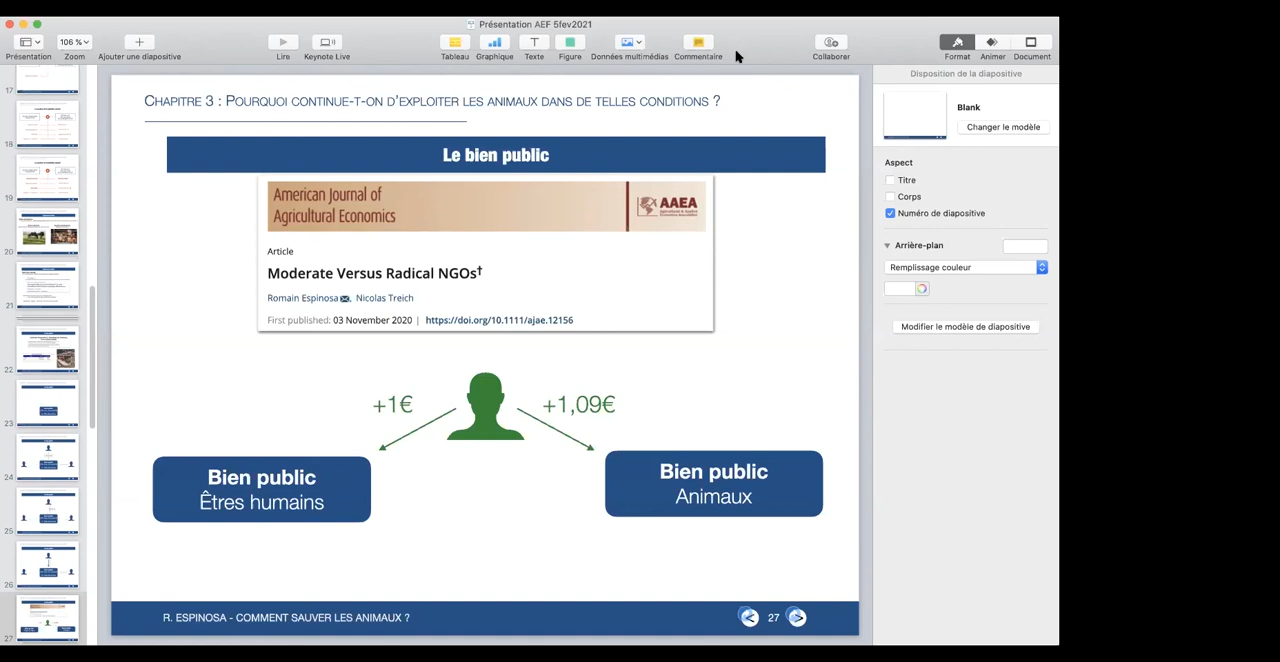 Présentation AEF 5fev2021
106 %
Présentation
Zoom
Ajouter une diapositive
Lire
Keynote Live
Tableau
Graphique
Texte
Figure
Données multimédias
Commentaire
Collaborer
Format
Animer
Document
17
18
19
20
21
22
23
24
25
26
27
Chapitre 3 : Pourquoi continue-t-on d'exploiter les animaux dans de telles conditions ?
Le bien public
American Journal of
Agricultural Economics
AAEA
Article
Moderate Versus Radical NGOs†
Romain Espinosa, Nicolas Treich
First published: 03 November 2020 | https://doi.org/10.1111/ajae.12156
+1€
+1,09€
Bien public
Êtres humains
Bien public
Animaux
R. ESPINOSA - COMMENT SAUVER LES ANIMAUX ?
< 27 >
Disposition de la diapositive
Blank
Changer le modèle
Aspect
Titre
Corps
Numéro de diapositive
Arrière-plan
Remplissage couleur
Modifier le modèle de diapositive